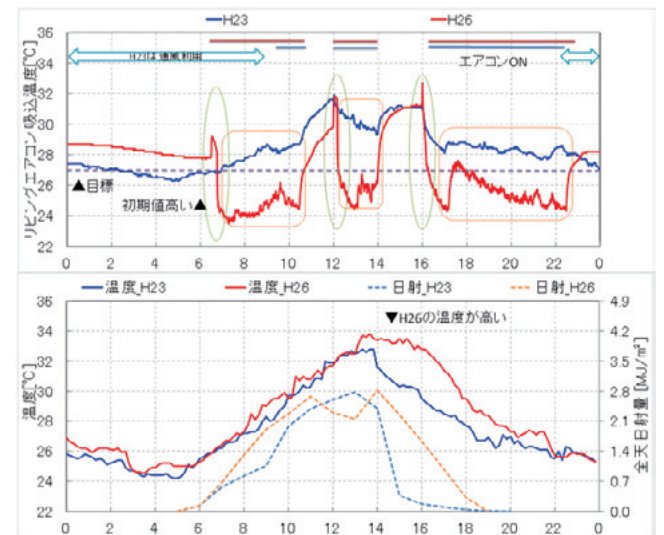 H23 H26
36
34
32
30
28
26
24
22
リビングエアコン吸込温度[℃]
H23は通風利用
エアコンON
▲目標
初期値高い▲
0 2 4 6 8 10 12 14 16 18 20 22 0
温度_H23 温度_H26 日射_H23 日射_H26
36
34
32
30
28
26
24
22
温度[℃]
▼H26の温度が高い
4.9
4.2
3.5
2.8
2.1
1.4
0.7
0.0
全天日射量[MJ/㎡]
0 2 4 6 8 10 12 14 16 18 20 22 0